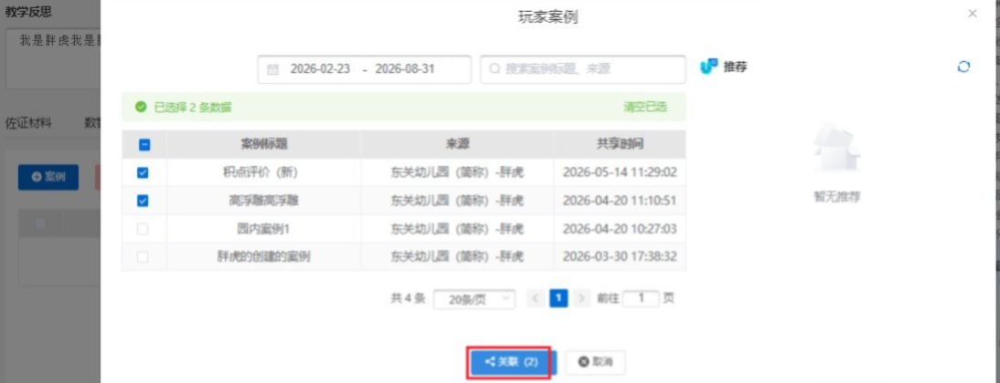 教学反思
玩家案例
我是胖虎我是
2026-02-23 - 2026-08-31
搜索案例标题、来源
推荐
已选择 2 条数据
清空已选
佐证材料
案例标题 来源 共享时间
案例
积点评价（新） 东关幼儿园（简称）-胖虎 2026-05-14 11:29:02
高浮雕高浮雕 东关幼儿园（简称）-胖虎 2026-04-20 11:10:51
园内案例1 东关幼儿园（简称）-胖虎 2026-04-20 10:27:03
胖虎的创建的案例 东关幼儿园（简称）-胖虎 2026-03-30 17:38:32
暂无推荐
共 4 条 20条/页 1 前往 1 页
关联（2） 取消